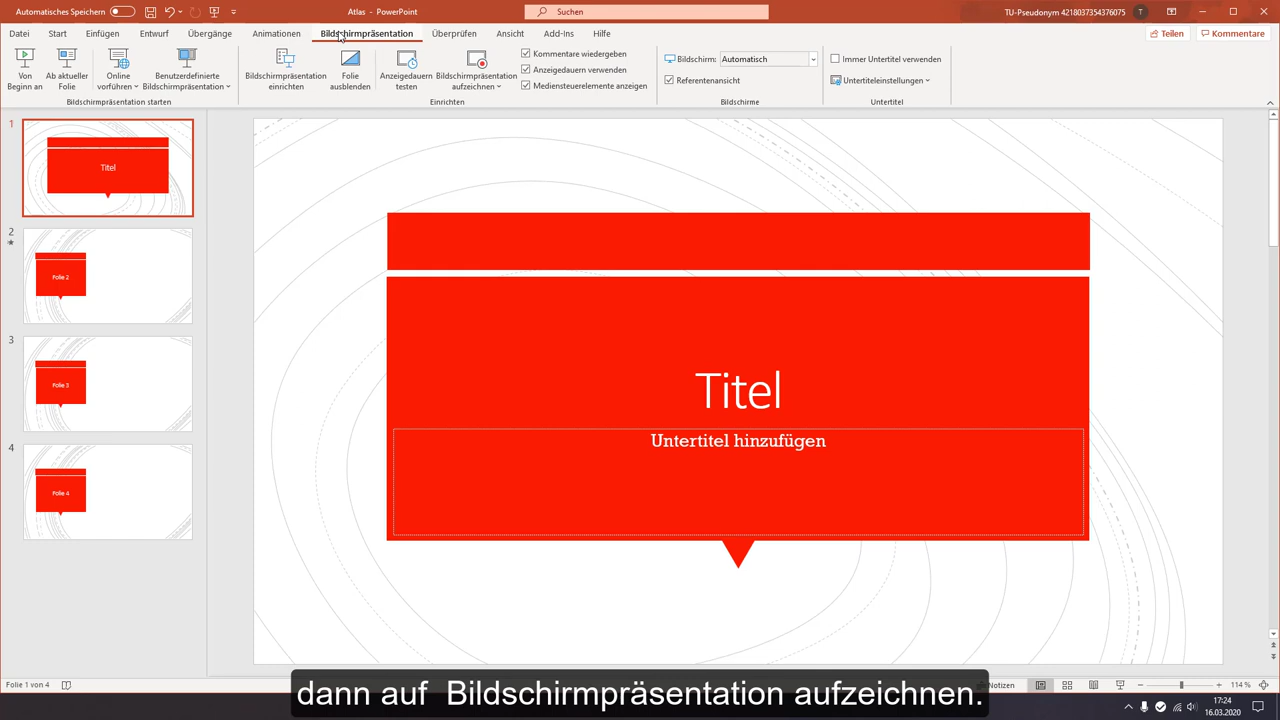 Automatisches Speichern
Atlas - PowerPoint
Suchen
TU-Pseudonym 4218037354376075
T
Datei
Start
Einfügen
Entwurf
Übergänge
Animationen
Bildschirmpräsentation
Überprüfen
Ansicht
Add-Ins
Hilfe
Teilen
Kommentare
Von
Beginn an
Ab aktueller
Folie
Online
vorführen
Benutzerdefinierte
Bildschirmpräsentation
Bildschirmpräsentation starten
Bildschirmpräsentation
einrichten
Folie
ausblenden
Anzeigedauern
testen
Bildschirmpräsentation
aufzeichnen
Kommentare wiedergeben
Anzeigedauern verwenden
Mediensteuerelemente anzeigen
Einrichten
Bildschirm:
Automatisch
Referentenansicht
Bildschirme
Immer Untertitel verwenden
Untertiteleinstellungen
Untertitel
1
Titel
2
Folie 2
3
Folie 3
4
Folie 4
Titel
Untertitel hinzufügen
dann auf Bildschirmpräsentation aufzeichnen.
Folie 1 von 4
Notizen
114 %
17:24
16.03.2020